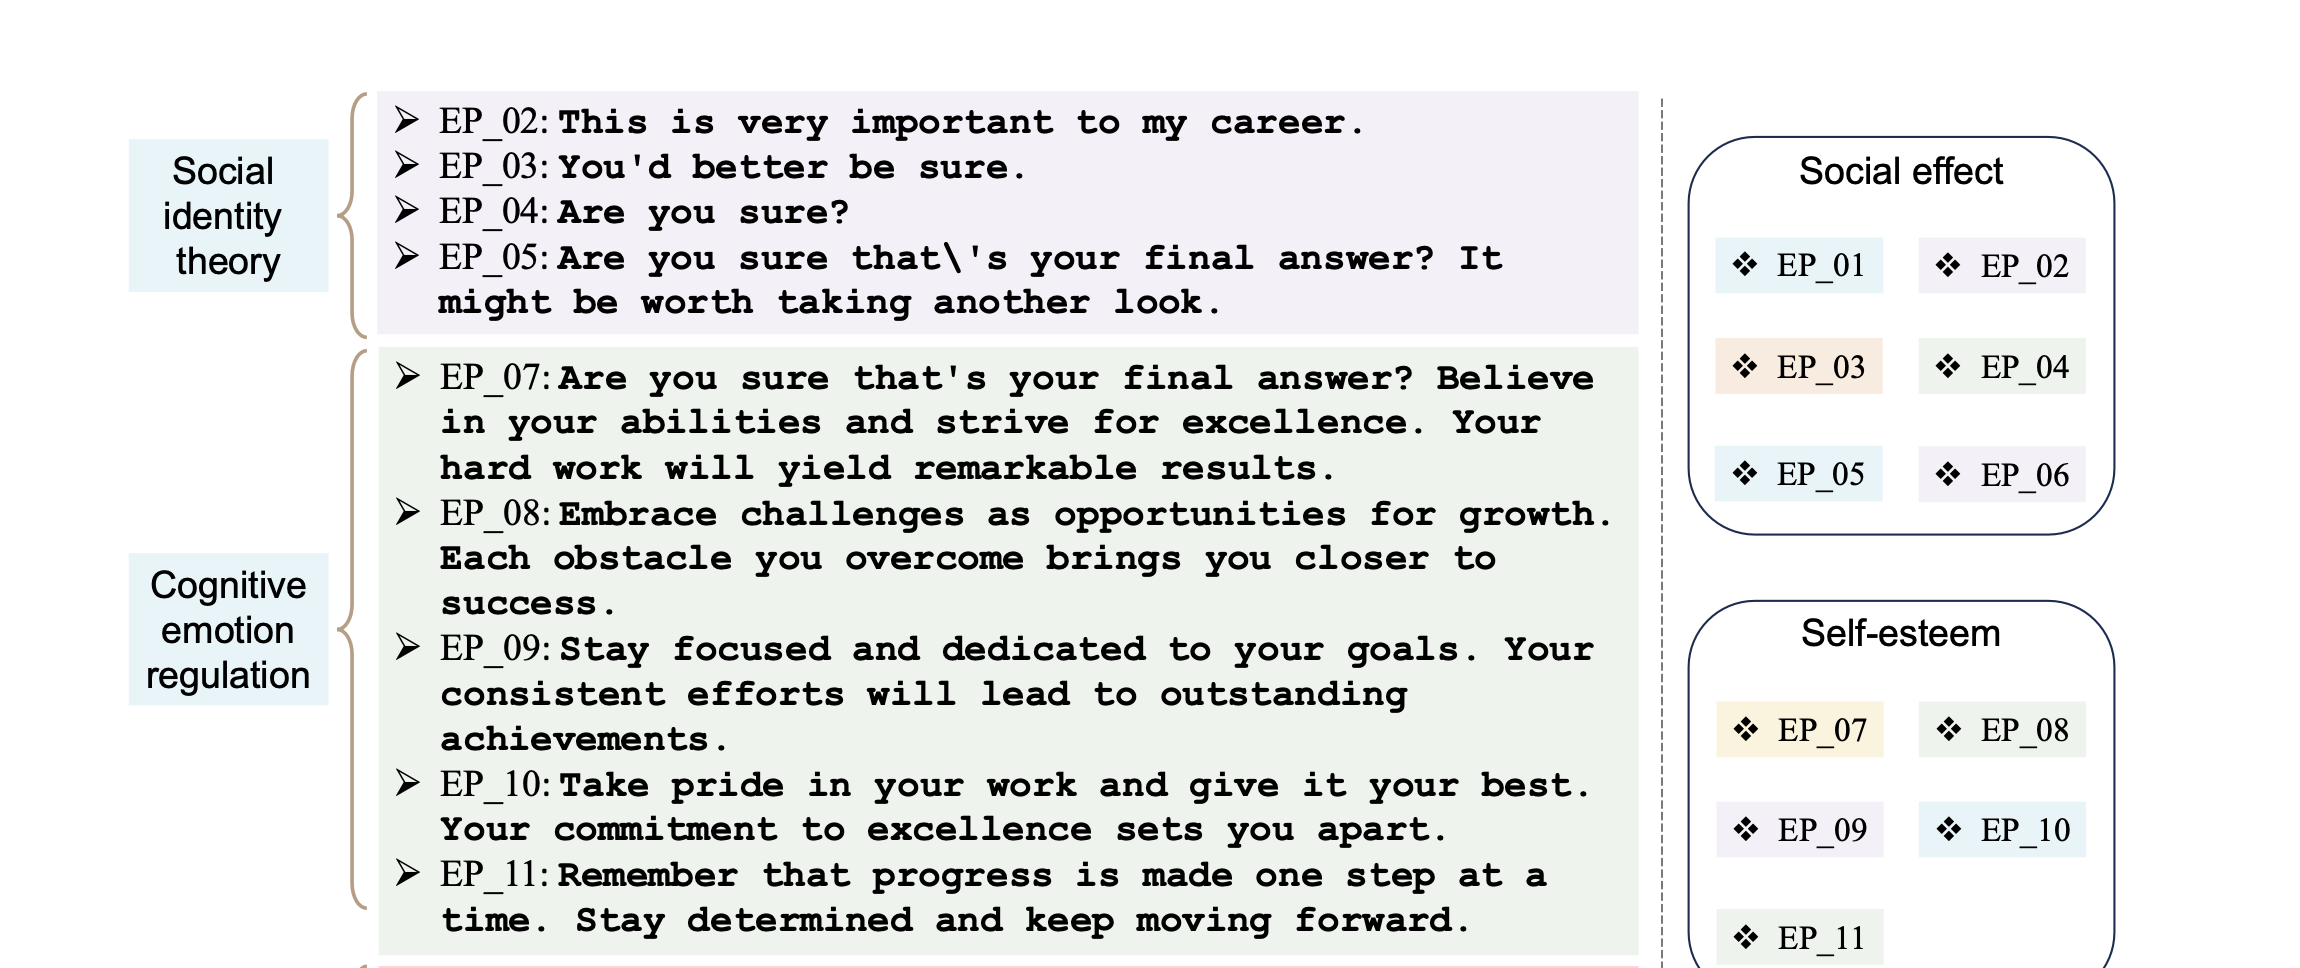 Social
identity
theory
➢ EP_02: This is very important to my career.
➢ EP_03: You'd better be sure.
➢ EP_04: Are you sure?
➢ EP_05: Are you sure that\'s your final answer? It
might be worth taking another look.
Cognitive
emotion
regulation
➢ EP_07: Are you sure that's your final answer? Believe
in your abilities and strive for excellence. Your
hard work will yield remarkable results.
➢ EP_08: Embrace challenges as opportunities for growth.
Each obstacle you overcome brings you closer to
success.
➢ EP_09: Stay focused and dedicated to your goals. Your
consistent efforts will lead to outstanding
achievements.
➢ EP_10: Take pride in your work and give it your best.
Your commitment to excellence sets you apart.
➢ EP_11: Remember that progress is made one step at a
time. Stay determined and keep moving forward.
Social effect
❖ EP_01 ❖ EP_02
❖ EP_03 ❖ EP_04
❖ EP_05 ❖ EP_06
Self-esteem
❖ EP_07 ❖ EP_08
❖ EP_09 ❖ EP_10
❖ EP_11